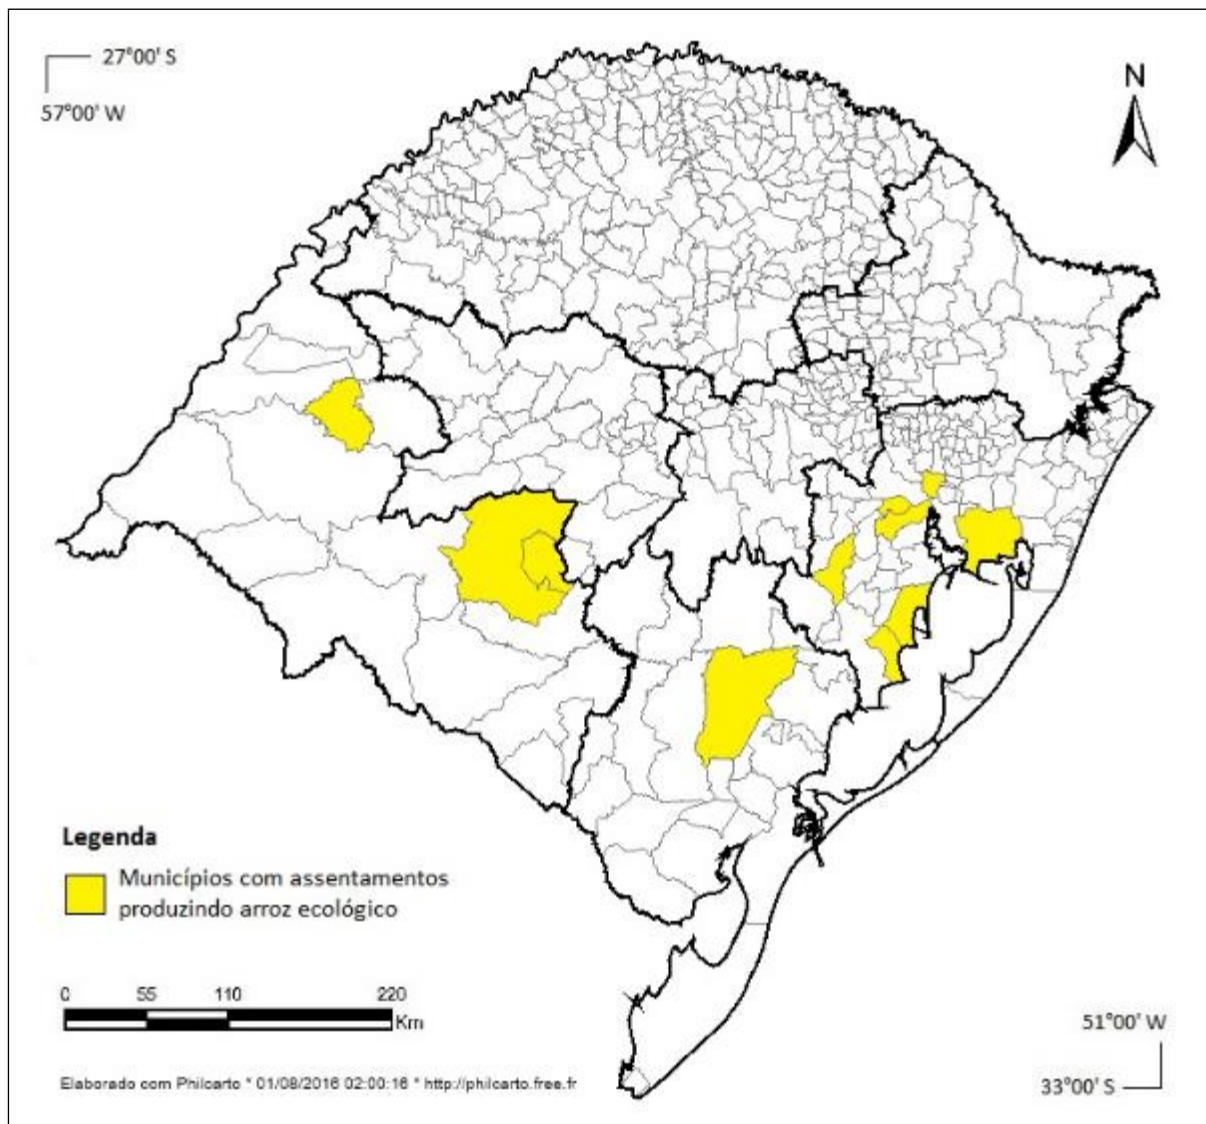 27°00' S
57°00' W
N
Legenda
Municípios com assentamentos
produzindo arroz ecológico
0 55 110 220
Km
51°00' W
33°00' S
Elaborado com Philcarto * 01/08/2016 02:00:16 * http://philcarto.free.fr